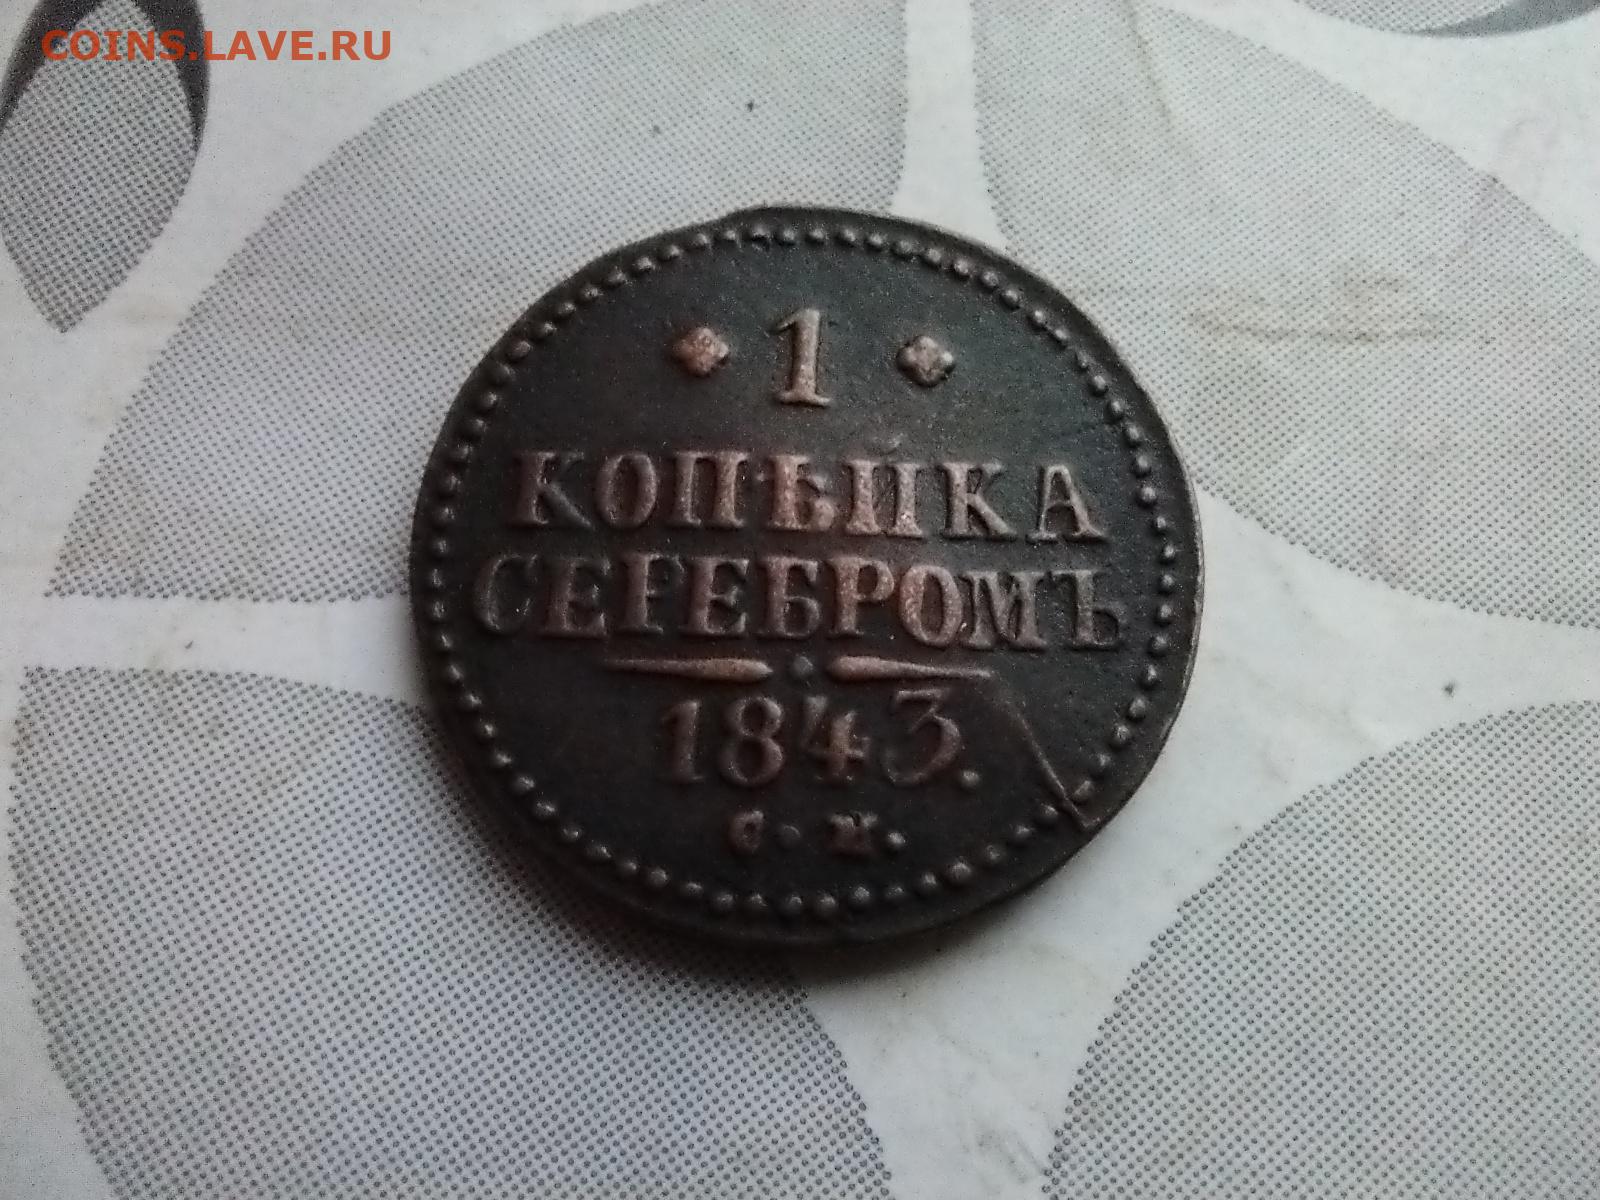 COINS.LAVE.RU
1
КОПѢЙКА
СЕРЕБРОМЪ
1843.
С. М.